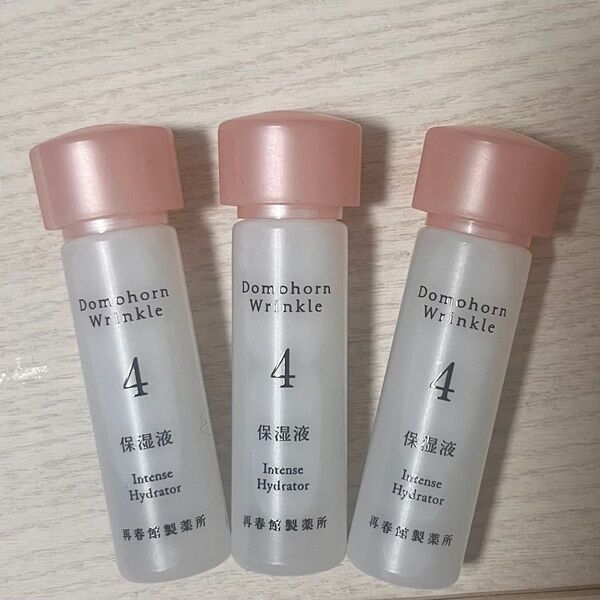 Domohorn
Wrinkle
4
保湿液
Intense
Hydrator
再春館製薬所
Domohorn
Wrinkle
4
保湿液
Intense
Hydrator
再春館製薬所
Domohorn
Wrinkle
4
保湿液
Intense
Hydrator
再春館製薬所